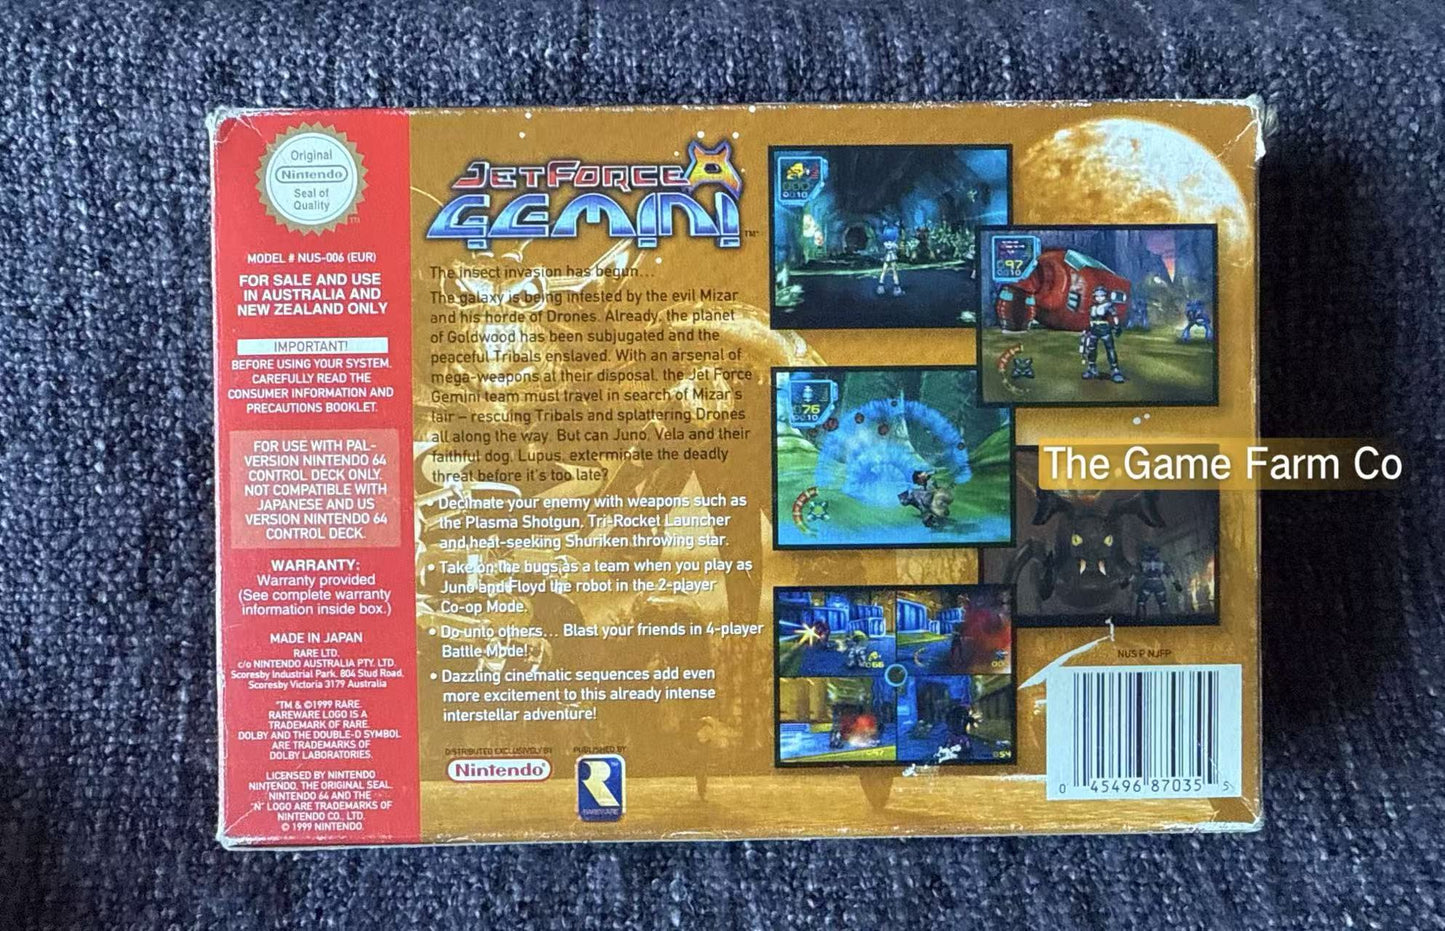 Original
Nintendo
Seal of
Quality
TM
MODEL # NUS-006 (EUR)
FOR SALE AND USE
IN AUSTRALIA AND
NEW ZEALAND ONLY
IMPORTANT!
BEFORE USING YOUR SYSTEM.
CAREFULLY READ THE
CONSUMER INFORMATION AND
PRECAUTIONS BOOKLET.
FOR USE WITH PAL-
VERSION NINTENDO 64
CONTROL DECK ONLY.
NOT COMPATIBLE WITH
JAPANESE AND US
VERSION NINTENDO 64
CONTROL DECK.
WARRANTY:
Warranty provided
(See complete warranty
information inside box.)
MADE IN JAPAN
RARE LTD.
c/o NINTENDO AUSTRALIA PTY. LTD.
Scoresby Industrial Park, 804 Stud Road,
Scoresby Victoria 3179 Australia
"TM & ©1999 RARE.
RAREWARE LOGO IS A
TRADEMARK OF RARE.
DOLBY AND THE DOUBLE-D SYMBOL
ARE TRADEMARKS OF
DOLBY LABORATORIES.
LICENSED BY NINTENDO
NINTENDO, THE ORIGINAL SEAL,
NINTENDO 64 AND THE
"N" LOGO ARE TRADEMARKS OF
NINTENDO CO., LTD.
© 1999 NINTENDO.
JET FORCE
GEMINI
TM
The insect invasion has begun...
The galaxy is being infested by the evil Mizar
and his horde of Drones. Already, the planet
of Goldwood has been subjugated and the
peaceful Tribals enslaved. With an arsenal of
mega-weapons at their disposal, the Jet Force
Gemini team must travel in search of Mizar's
lair – rescuing Tribals and splattering Drones
all along the way. But can Juno, Vela and their
faithful dog, Lupus, exterminate the deadly
threat before it's too late?
• Decimate your enemy with weapons such as
the Plasma Shotgun, Tri-Rocket Launcher
and heat-seeking Shuriken throwing star.
• Take on the bugs as a team when you play as
Juno and Floyd the robot in the 2-player
Co-op Mode.
• Do unto others... Blast your friends in 4-player
Battle Mode!
• Dazzling cinematic sequences add even
more excitement to this already intense
interstellar adventure!
DISTRIBUTED EXCLUSIVELY BY
Nintendo
PUBLISHED BY
R
RAREWARE
97
76
The Game Farm Co
NUS P NJFP
0 45496 87035 5